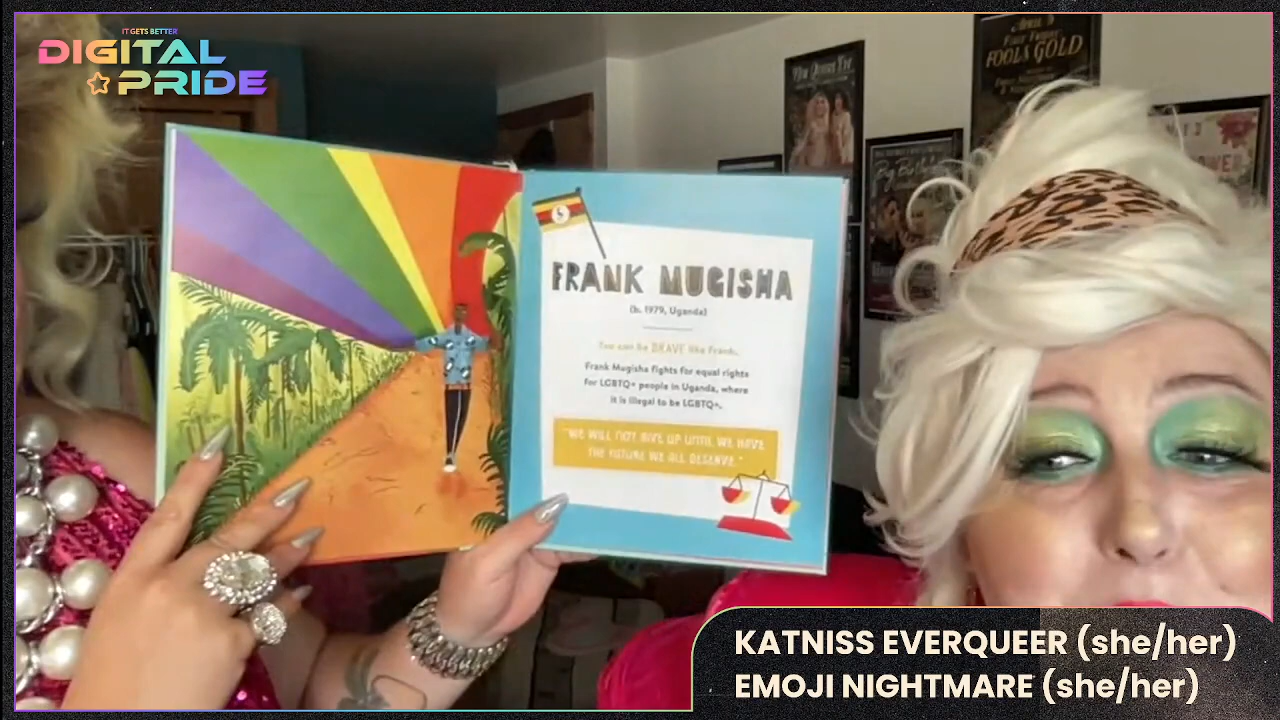 IT GETS BETTER
DIGITAL
PRIDE
FOOLS GOLD
FRANK MUGISHA
(b. 1979, Uganda)
You can be BRAVE like Frank.
Frank Mugisha fights for equal rights
for LGBTQ+ people in Uganda, where
it is illegal to be LGBTQ+.
"WE WILL NOT GIVE UP UNTIL WE HAVE
THE FUTURE WE ALL DESERVE."
KATNISS EVERQUEER (she/her)
EMOJI NIGHTMARE (she/her)